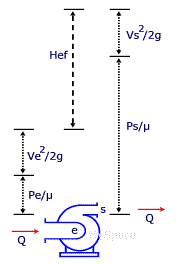 Vs²/2g
Hef
Ps/µ
Ve²/2g
Pe/µ
s
e
Q
Q